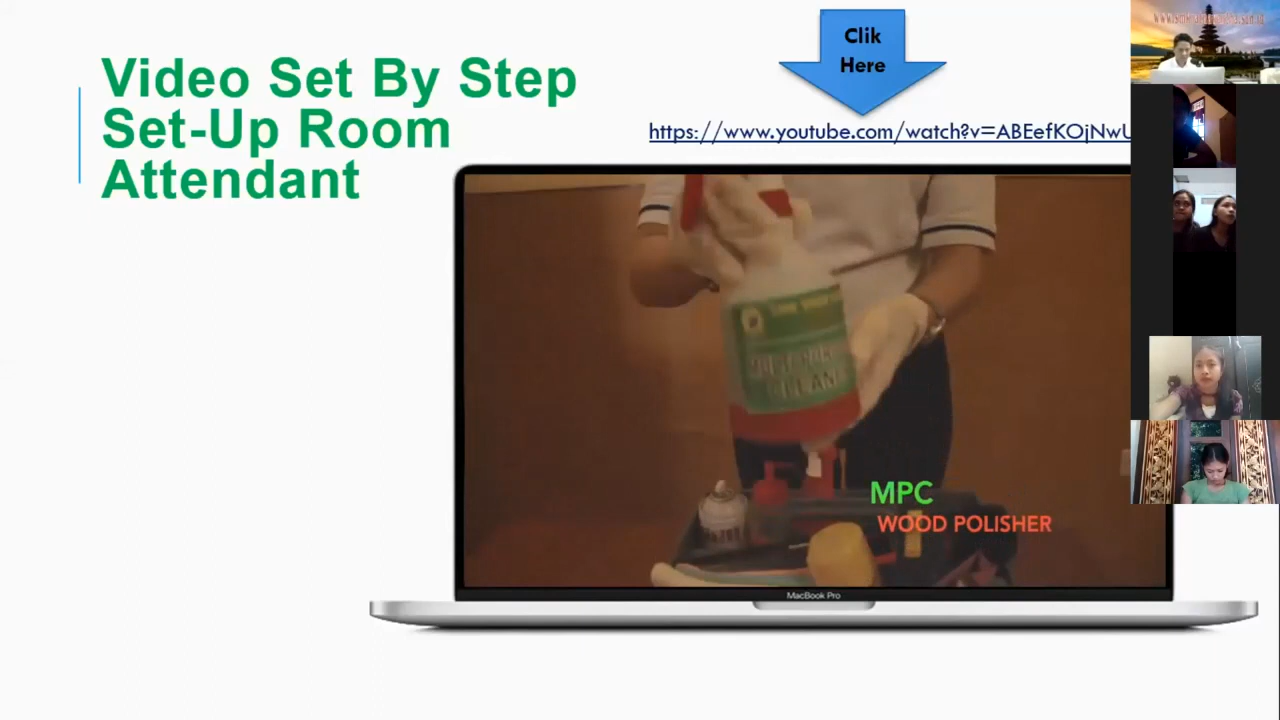 Video Set By Step
Set-Up Room
Attendant
Clik
Here
https://www.youtube.com/watch?v=ABEefKOjNwU
MPC
WOOD POLISHER
MacBook Pro